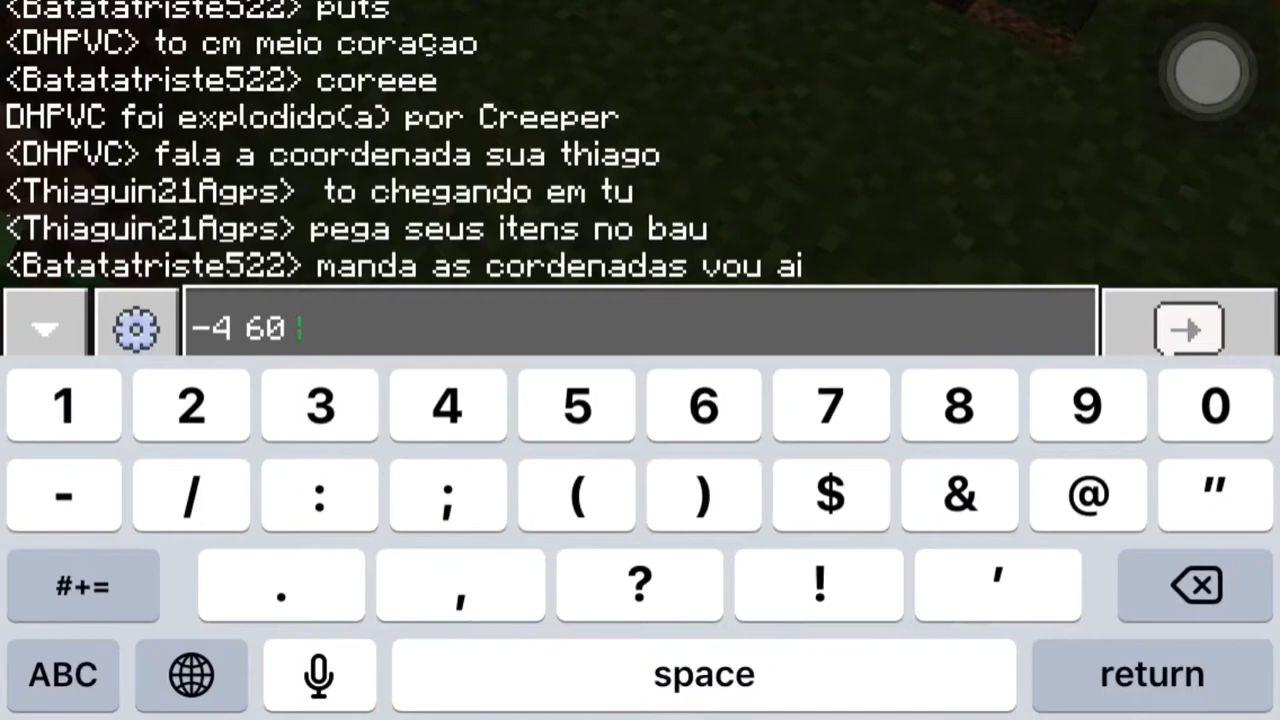 <Batatatriste522> puts
<DHPVC> to cm meio coraçao
<Batatatriste522> coreee
DHPVC foi explodido(a) por Creeper
<DHPVC> fala a coordenada sua thiago
<Thiaguin21Agps>  to chegando em tu
<Thiaguin21Agps> pega seus itens no bau
<Batatatriste522> manda as cordenadas vou ai
-4 60
1 2 3 4 5 6 7 8 9 0
- / : ; ( ) $ & @ "
#+= . , ? ! '
ABC space return